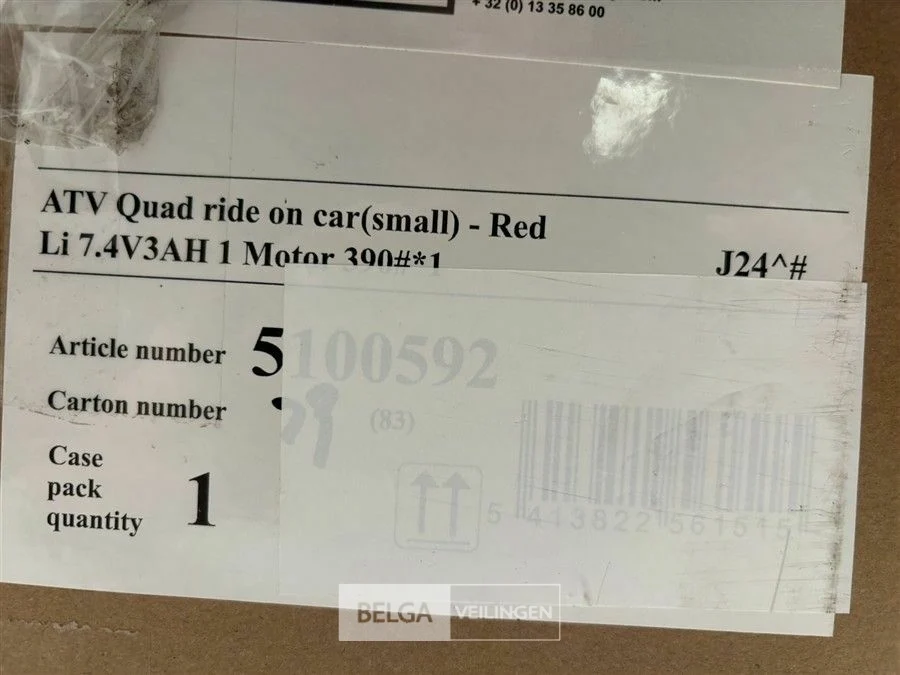 + 32 (0) 13 35 86 00
ATV Quad ride on car(small) - Red
Li 7.4V3AH 1 Motor 390#*1
J24^#
Article number 5100592
Carton number
(83)
Case
pack
quantity 1
5 413822 561515
BELGA VEILINGEN